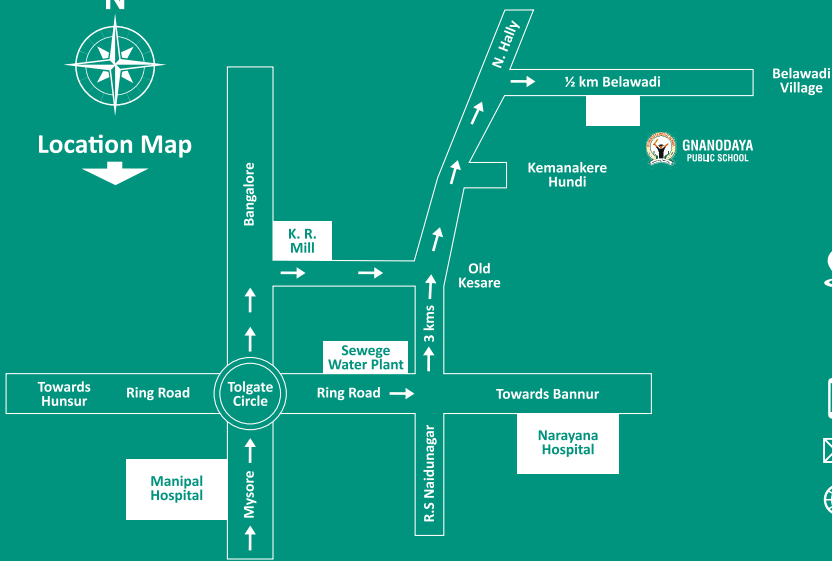 N
Location Map
N. Hally
½ km Belawadi
Belawadi
Village
GNANODAYA
PUBLIC SCHOOL
Kemanakere
Hundi
Bangalore
K. R.
Mill
Old
Kesare
3 kms
Sewege
Water Plant
Towards
Hunsur
Ring Road
Tolgate
Circle
Ring Road
Towards Bannur
Narayana
Hospital
R.S Naidunagar
Manipal
Hospital
Mysore